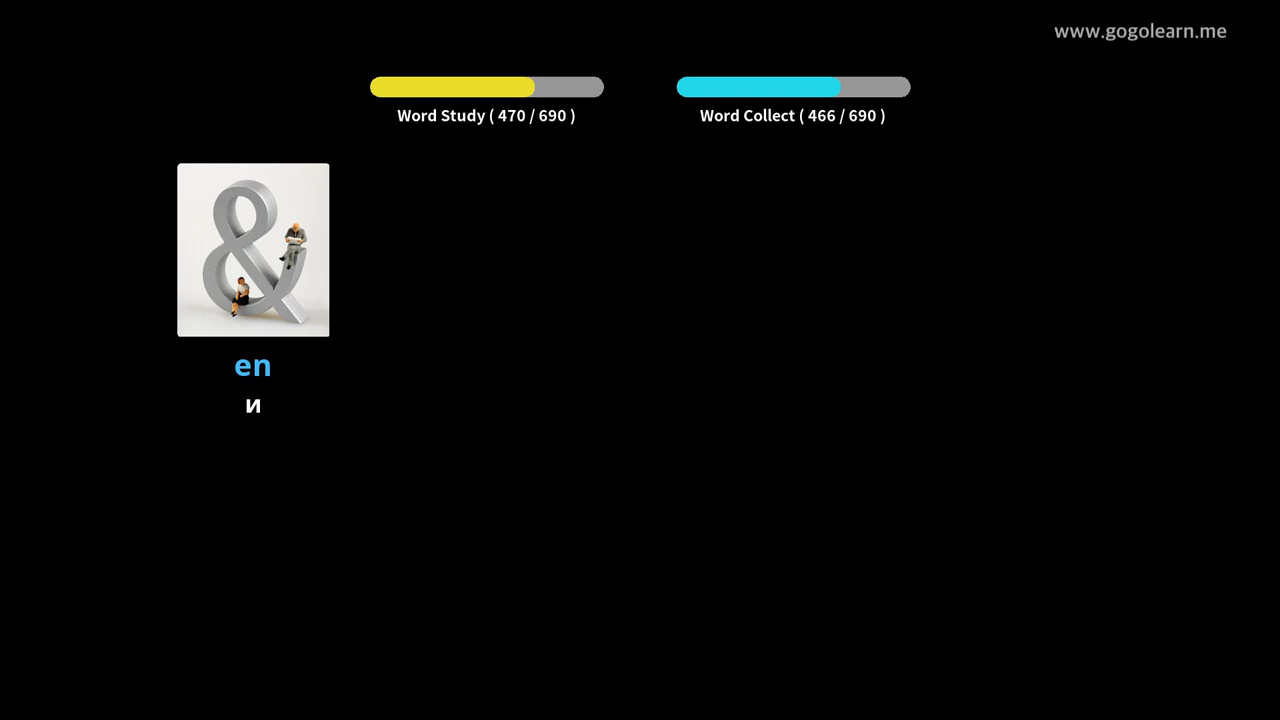 www.gogolearn.me
Word Study ( 470 / 690 )
Word Collect ( 466 / 690 )
&
en
и